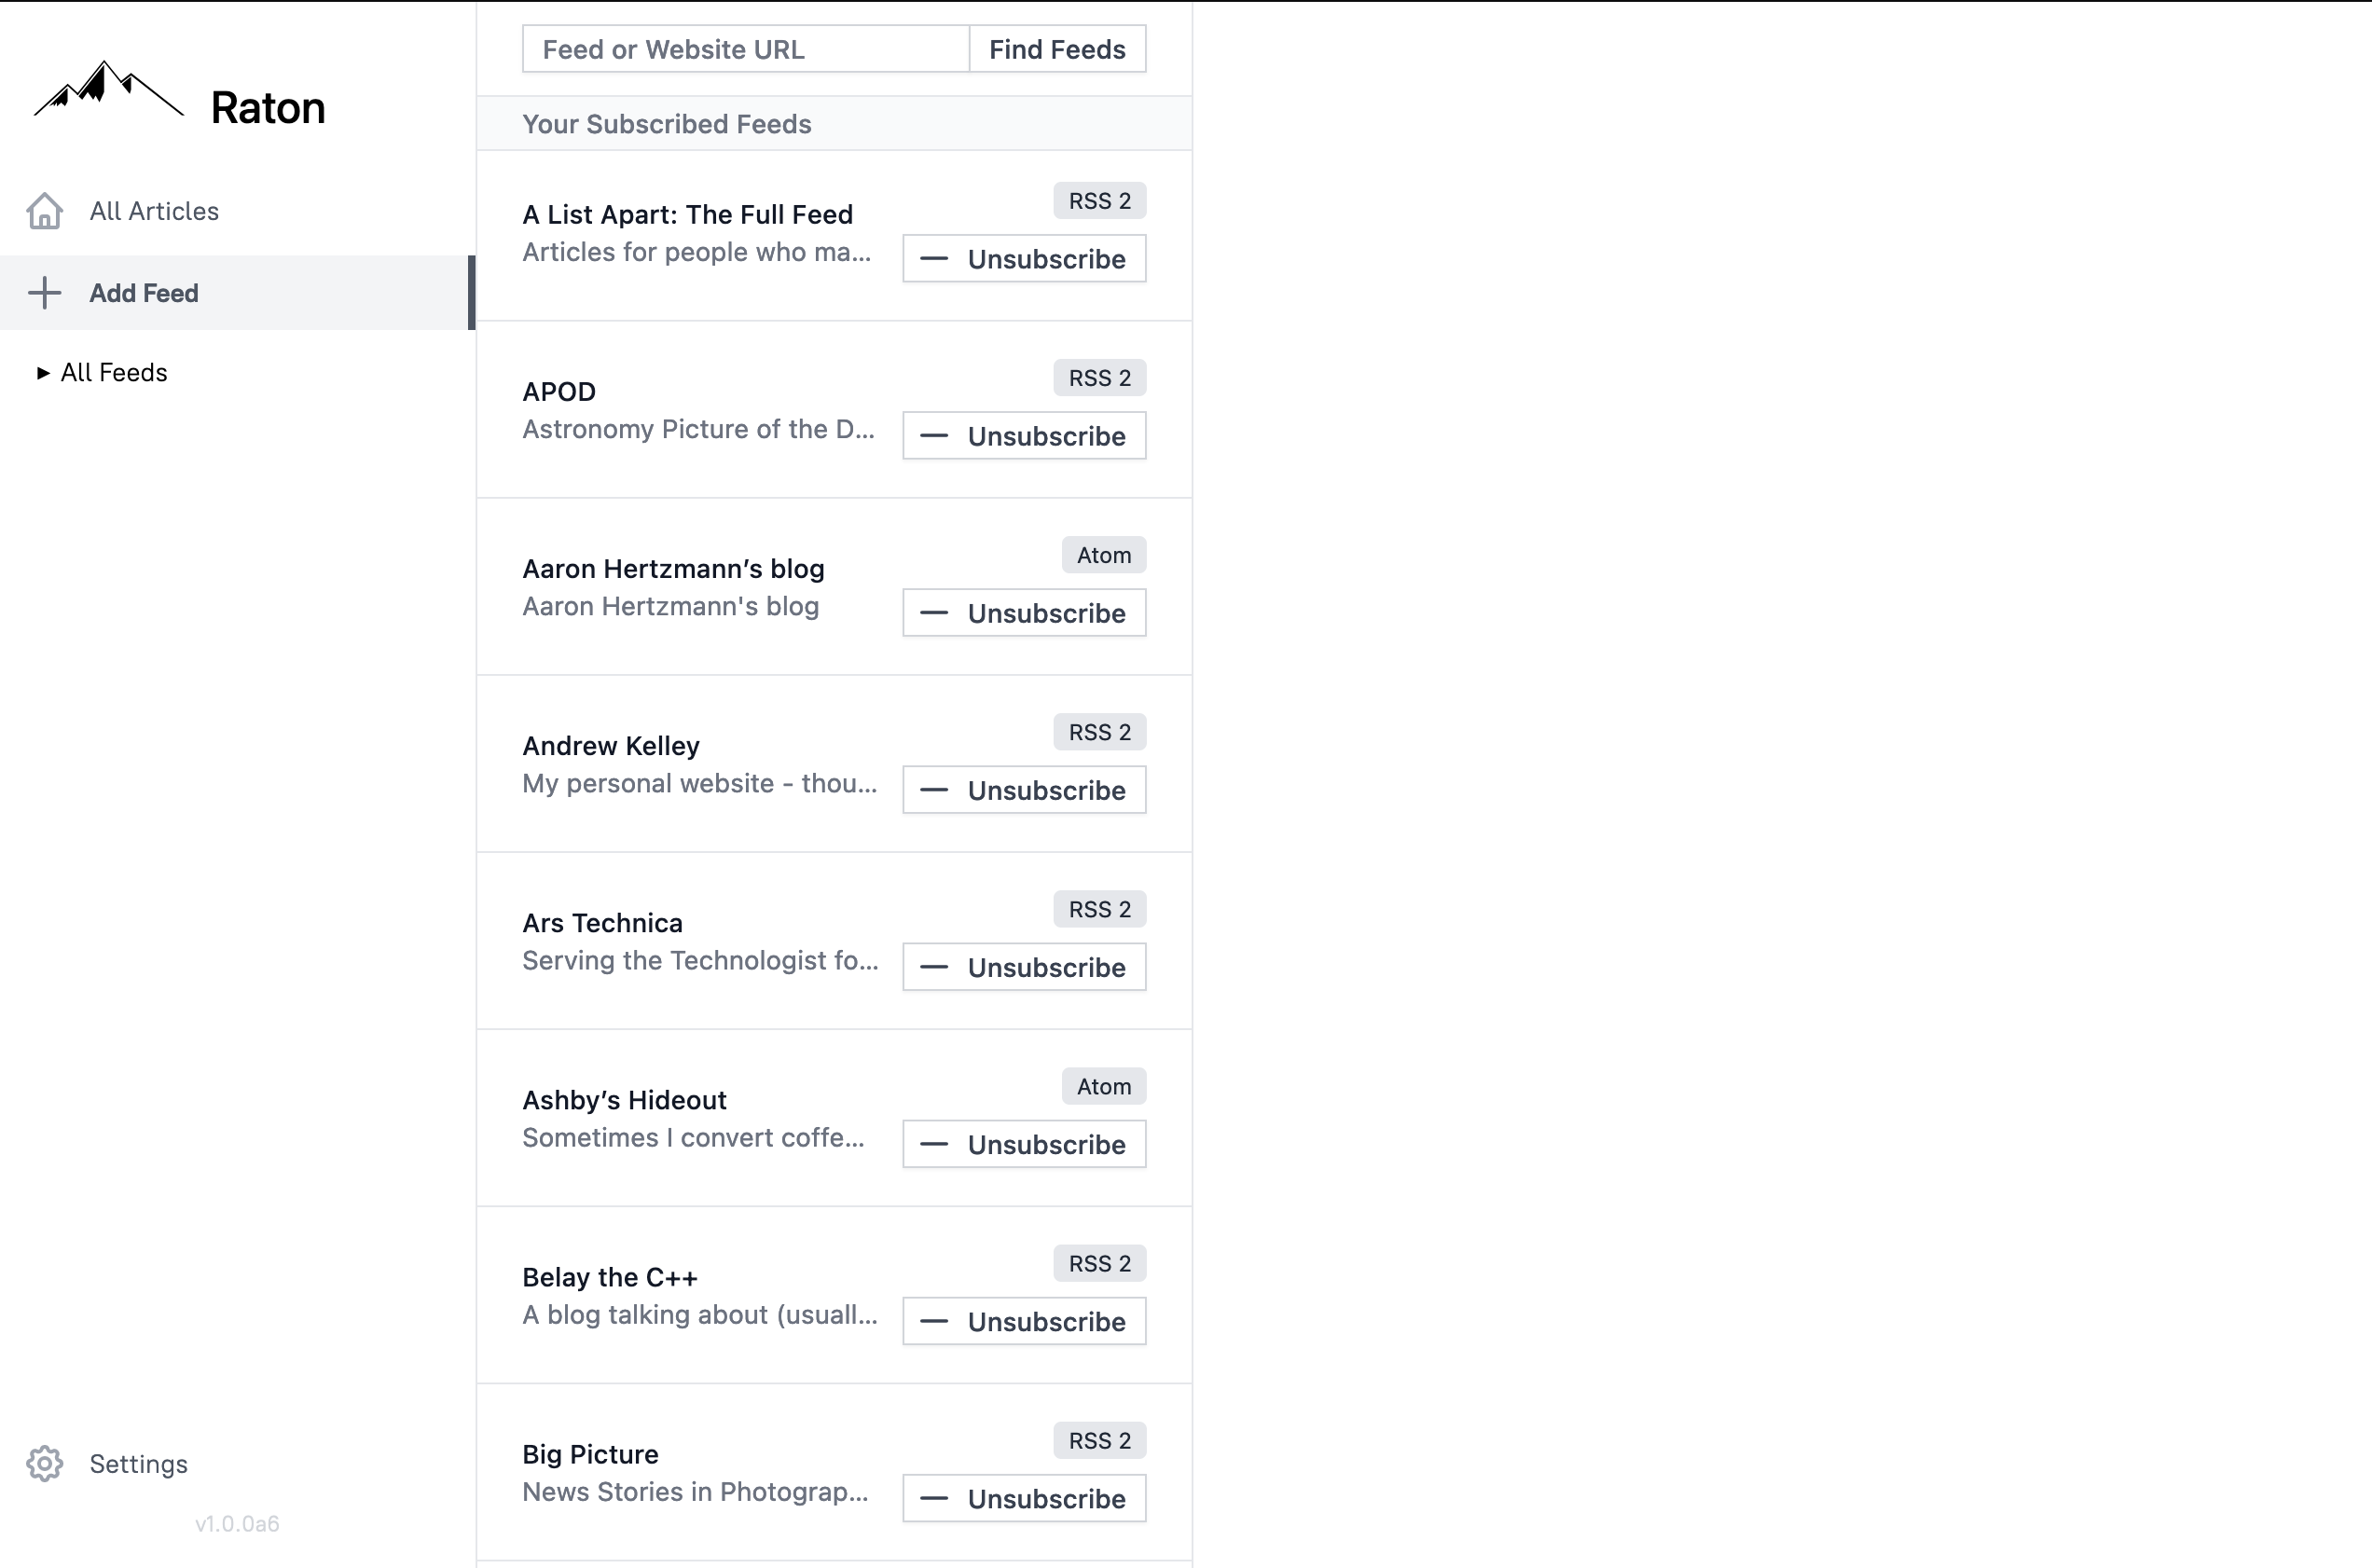 Raton
All Articles
Add Feed
All Feeds
Settings
v1.0.0a6
Feed or Website URL
Find Feeds
Your Subscribed Feeds
A List Apart: The Full Feed
Articles for people who ma...
RSS 2
Unsubscribe
APOD
Astronomy Picture of the D...
RSS 2
Unsubscribe
Aaron Hertzmann’s blog
Aaron Hertzmann's blog
Atom
Unsubscribe
Andrew Kelley
My personal website - thou...
RSS 2
Unsubscribe
Ars Technica
Serving the Technologist fo...
RSS 2
Unsubscribe
Ashby’s Hideout
Sometimes I convert coffe...
Atom
Unsubscribe
Belay the C++
A blog talking about (usuall...
RSS 2
Unsubscribe
Big Picture
News Stories in Photograp...
RSS 2
Unsubscribe